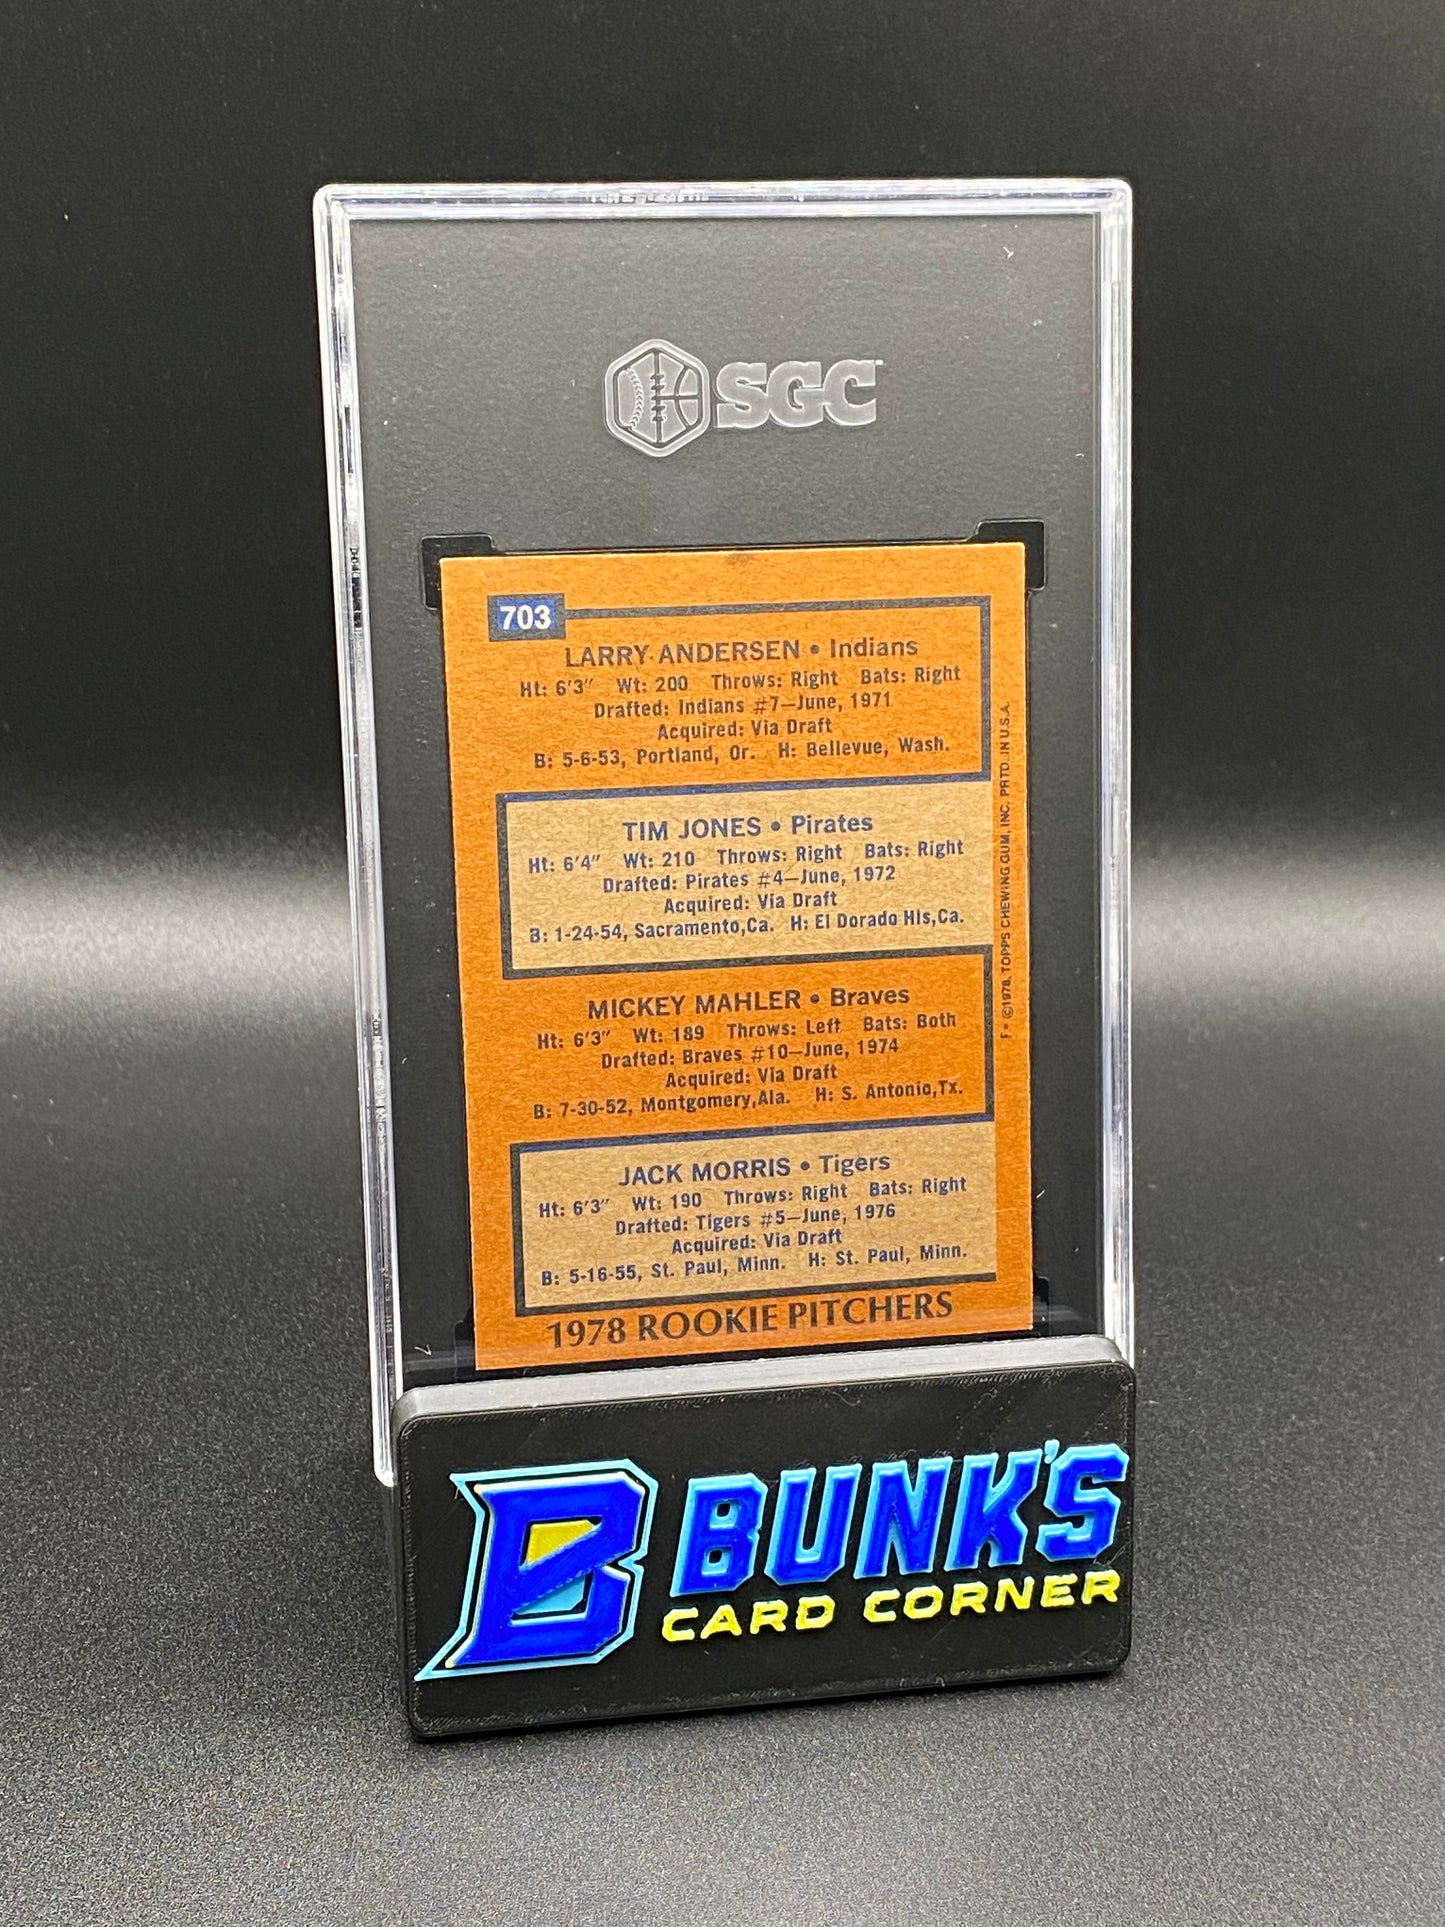 SGC
703
LARRY ANDERSEN • Indians
Ht: 6'3" Wt: 200 Throws: Right Bats: Right
Drafted: Indians #7—June, 1971
Acquired: Via Draft
B: 5-6-53, Portland, Or. H: Bellevue, Wash.
TIM JONES • Pirates
Ht: 6'4" Wt: 210 Throws: Right Bats: Right
Drafted: Pirates #4—June, 1972
Acquired: Via Draft
B: 1-24-54, Sacramento,Ca. H: El Dorado Hls,Ca.
MICKEY MAHLER • Braves
Ht: 6'3" Wt: 189 Throws: Left Bats: Both
Drafted: Braves #10—June, 1974
Acquired: Via Draft
B: 7-30-52, Montgomery,Ala. H: S. Antonio,Tx.
JACK MORRIS • Tigers
Ht: 6'3" Wt: 190 Throws: Right Bats: Right
Drafted: Tigers #5—June, 1976
Acquired: Via Draft
B: 5-16-55, St. Paul, Minn. H: St. Paul, Minn.
1978 ROOKIE PITCHERS
F* ©1978, TOPPS CHEWING GUM, INC. PRTD. IN U.S.A.
B BUNK'S
CARD CORNER